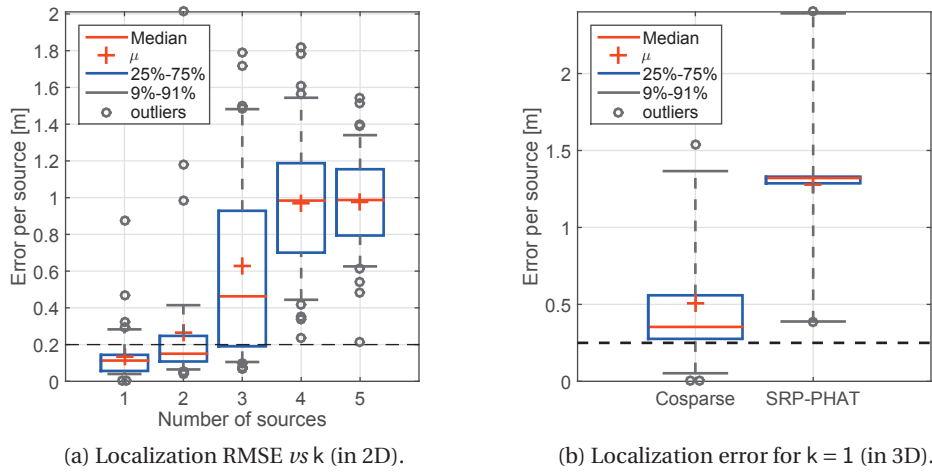 2
1.8
1.6
1.4
1.2
1
0.8
0.6
0.4
0.2
0
Error per source [m]
Median
μ
25%-75%
9%-91%
outliers
1 2 3 4 5
Number of sources
(a) Localization RMSE vs k (in 2D).
2
1.5
1
0.5
0
Error per source [m]
Median
μ
25%-75%
9%-91%
outliers
Cosparse SRP-PHAT
(b) Localization error for k = 1 (in 3D).